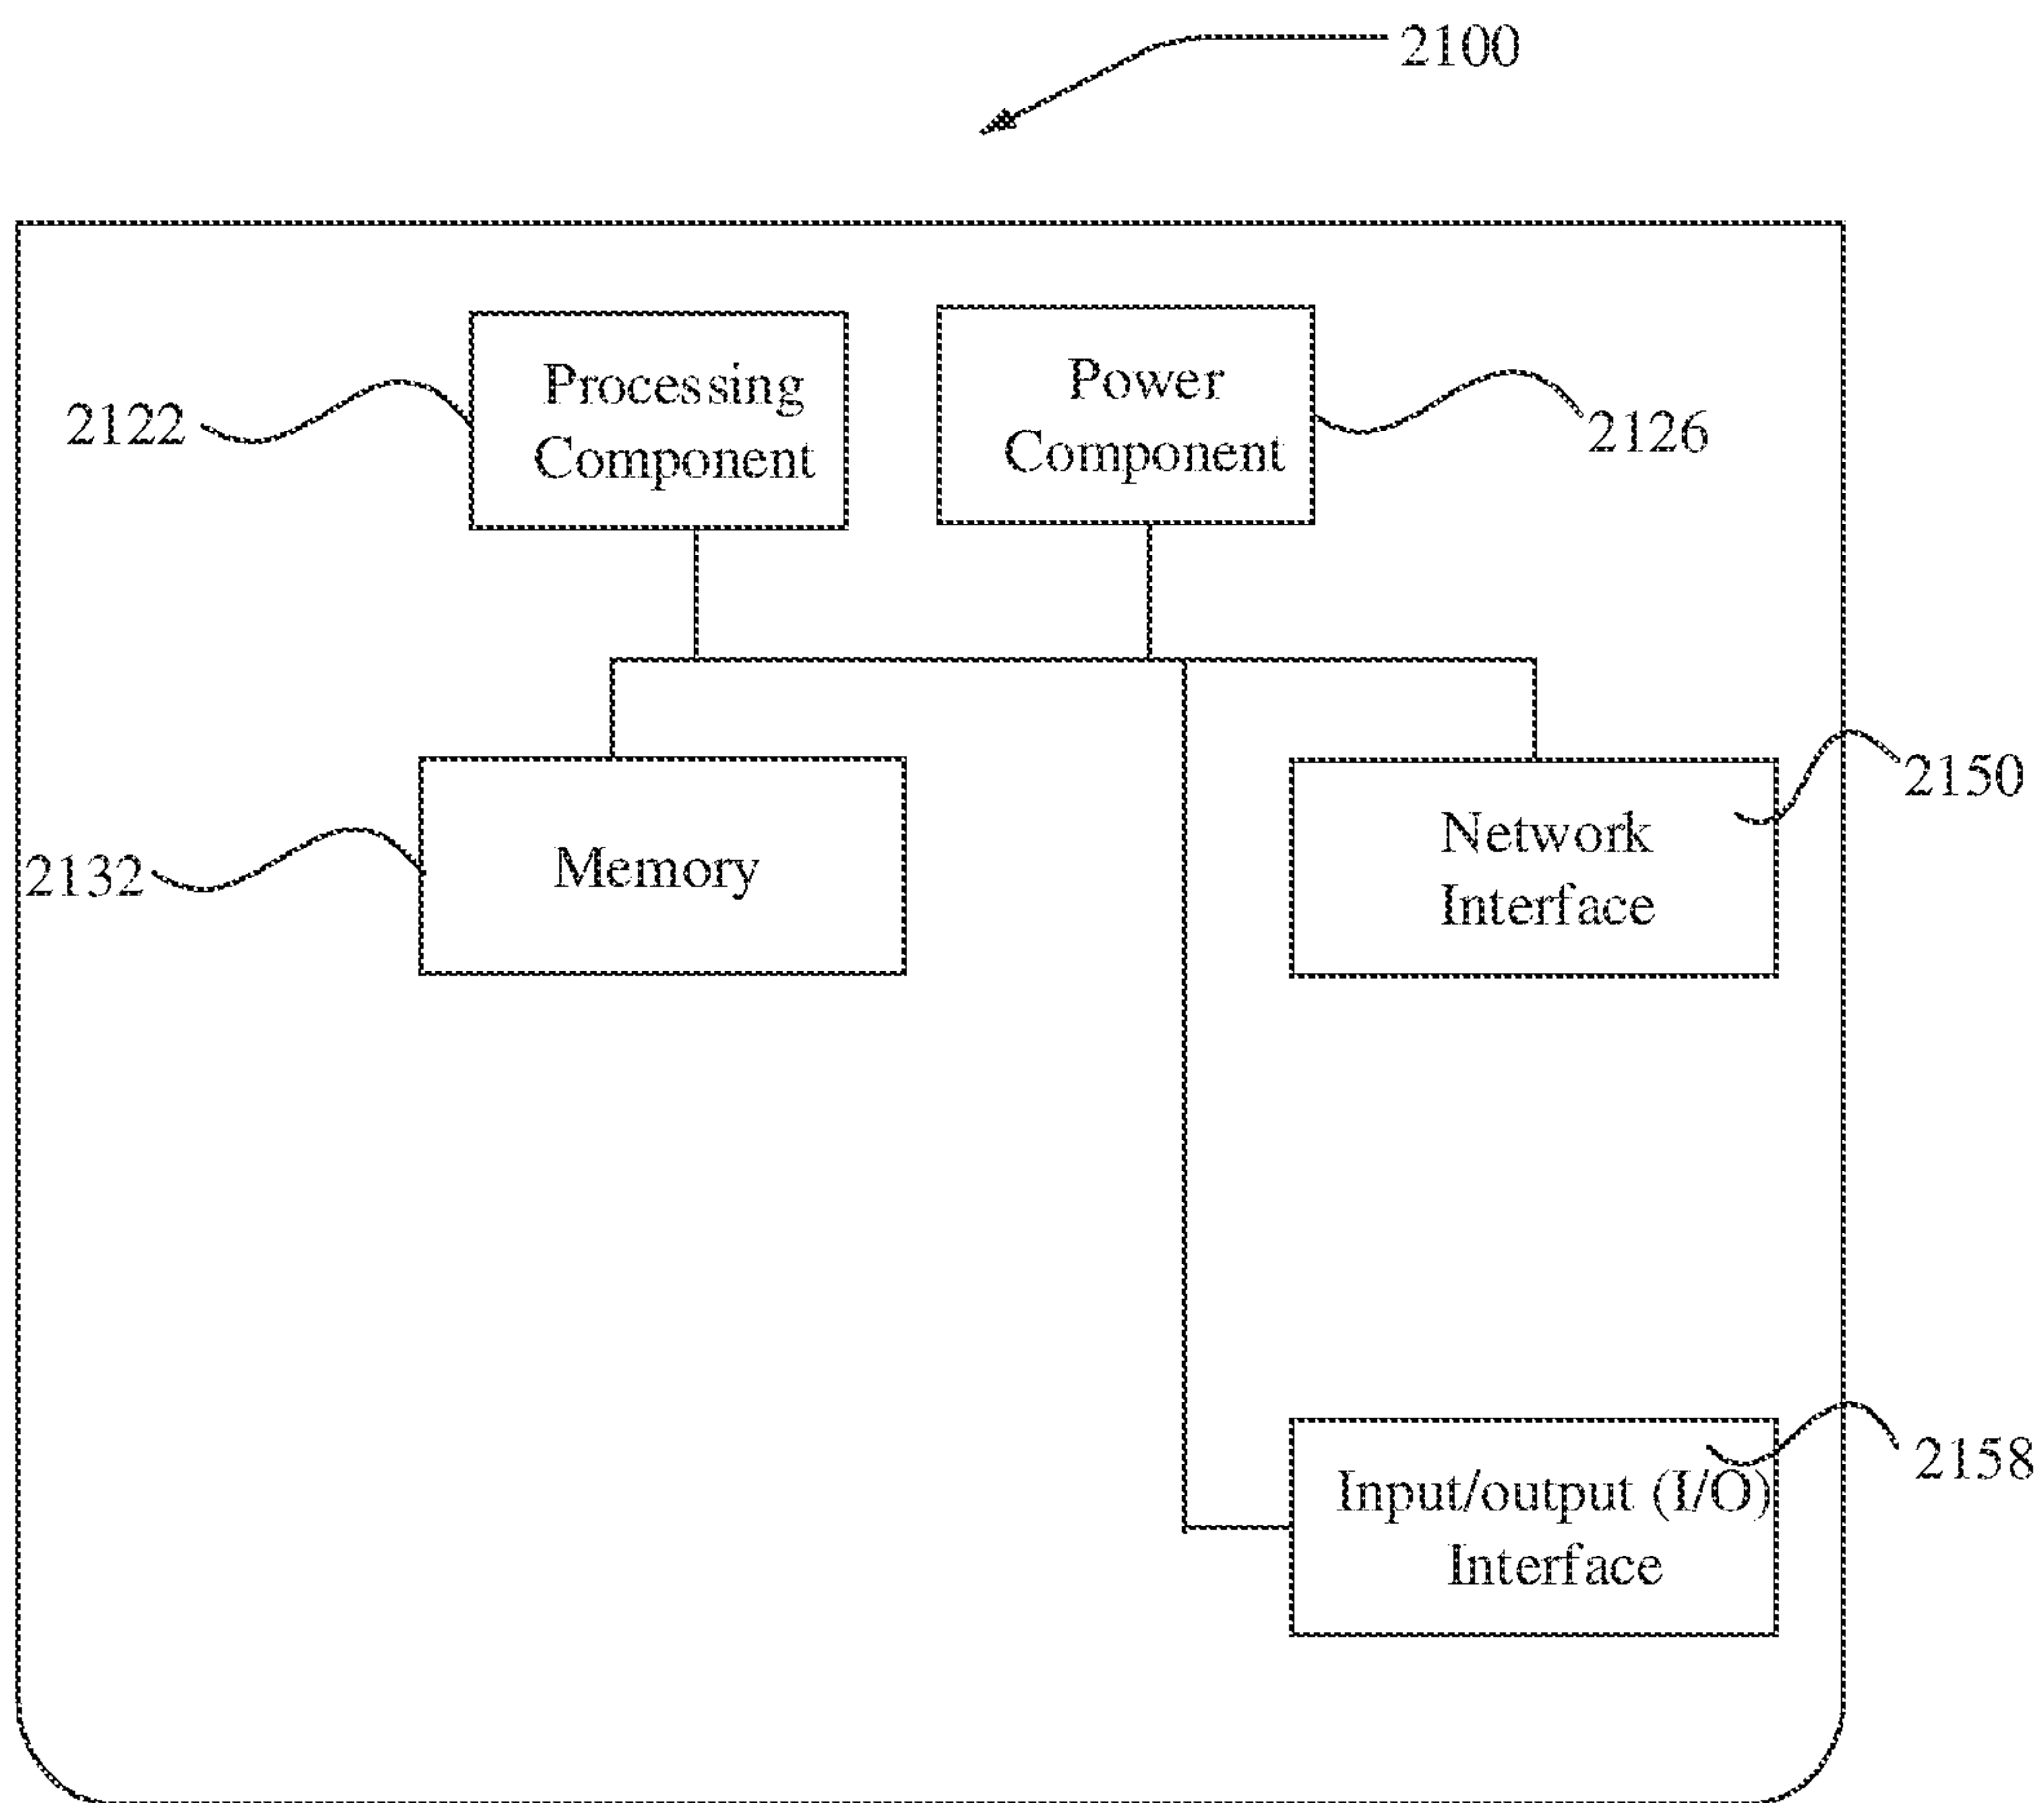 2100
Processing
Component
2122
Power
Component
2126
Memory
2132
Network
Interface
2150
Input/output (I/O)
Interface
2158